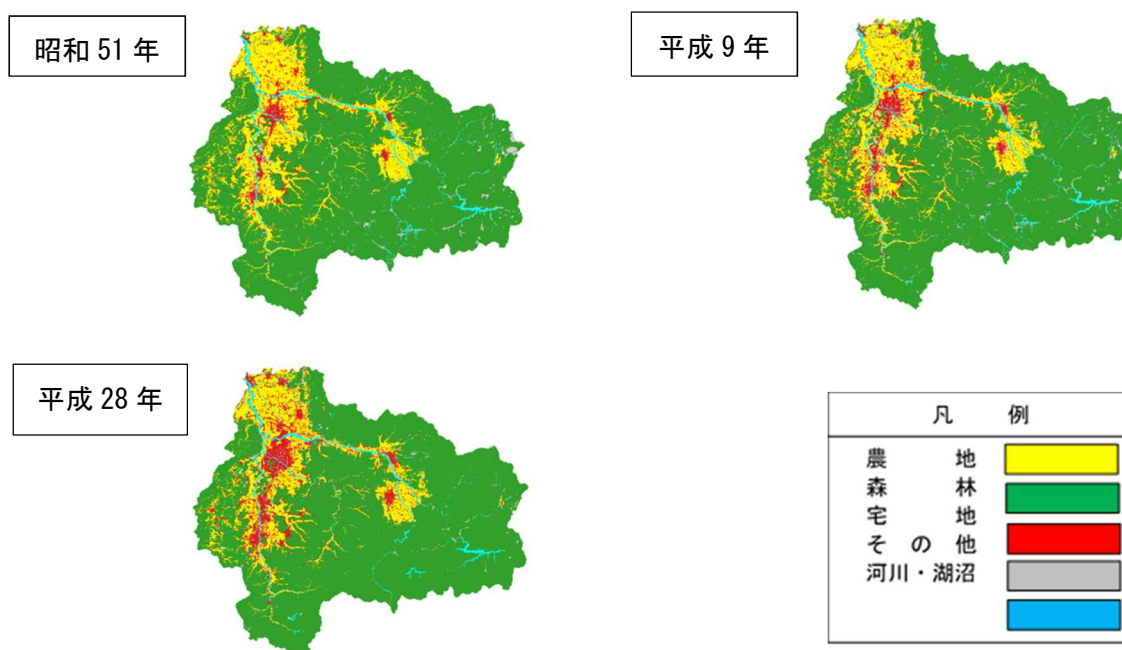 昭和 51 年
平成 9 年
平成 28 年
凡 例
農 地
森 林
宅 地
そ の 他
河川・湖沼